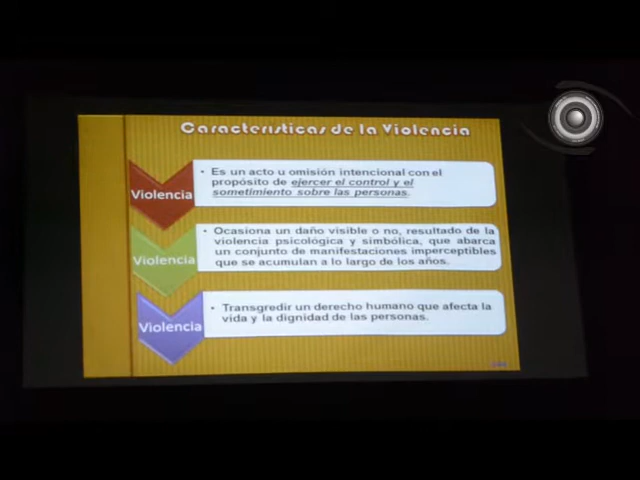 Características de la Violencia
Violencia
• Es un acto u omisión intencional con el
propósito de ejercer el control y el
sometimiento sobre las personas.
Violencia
• Ocasiona un daño visible o no, resultado de la
violencia psicológica y simbólica, que abarca
un conjunto de manifestaciones imperceptibles
que se acumulan a lo largo de los años.
Violencia
• Transgredir un derecho humano que afecta la
vida y la dignidad de las personas.